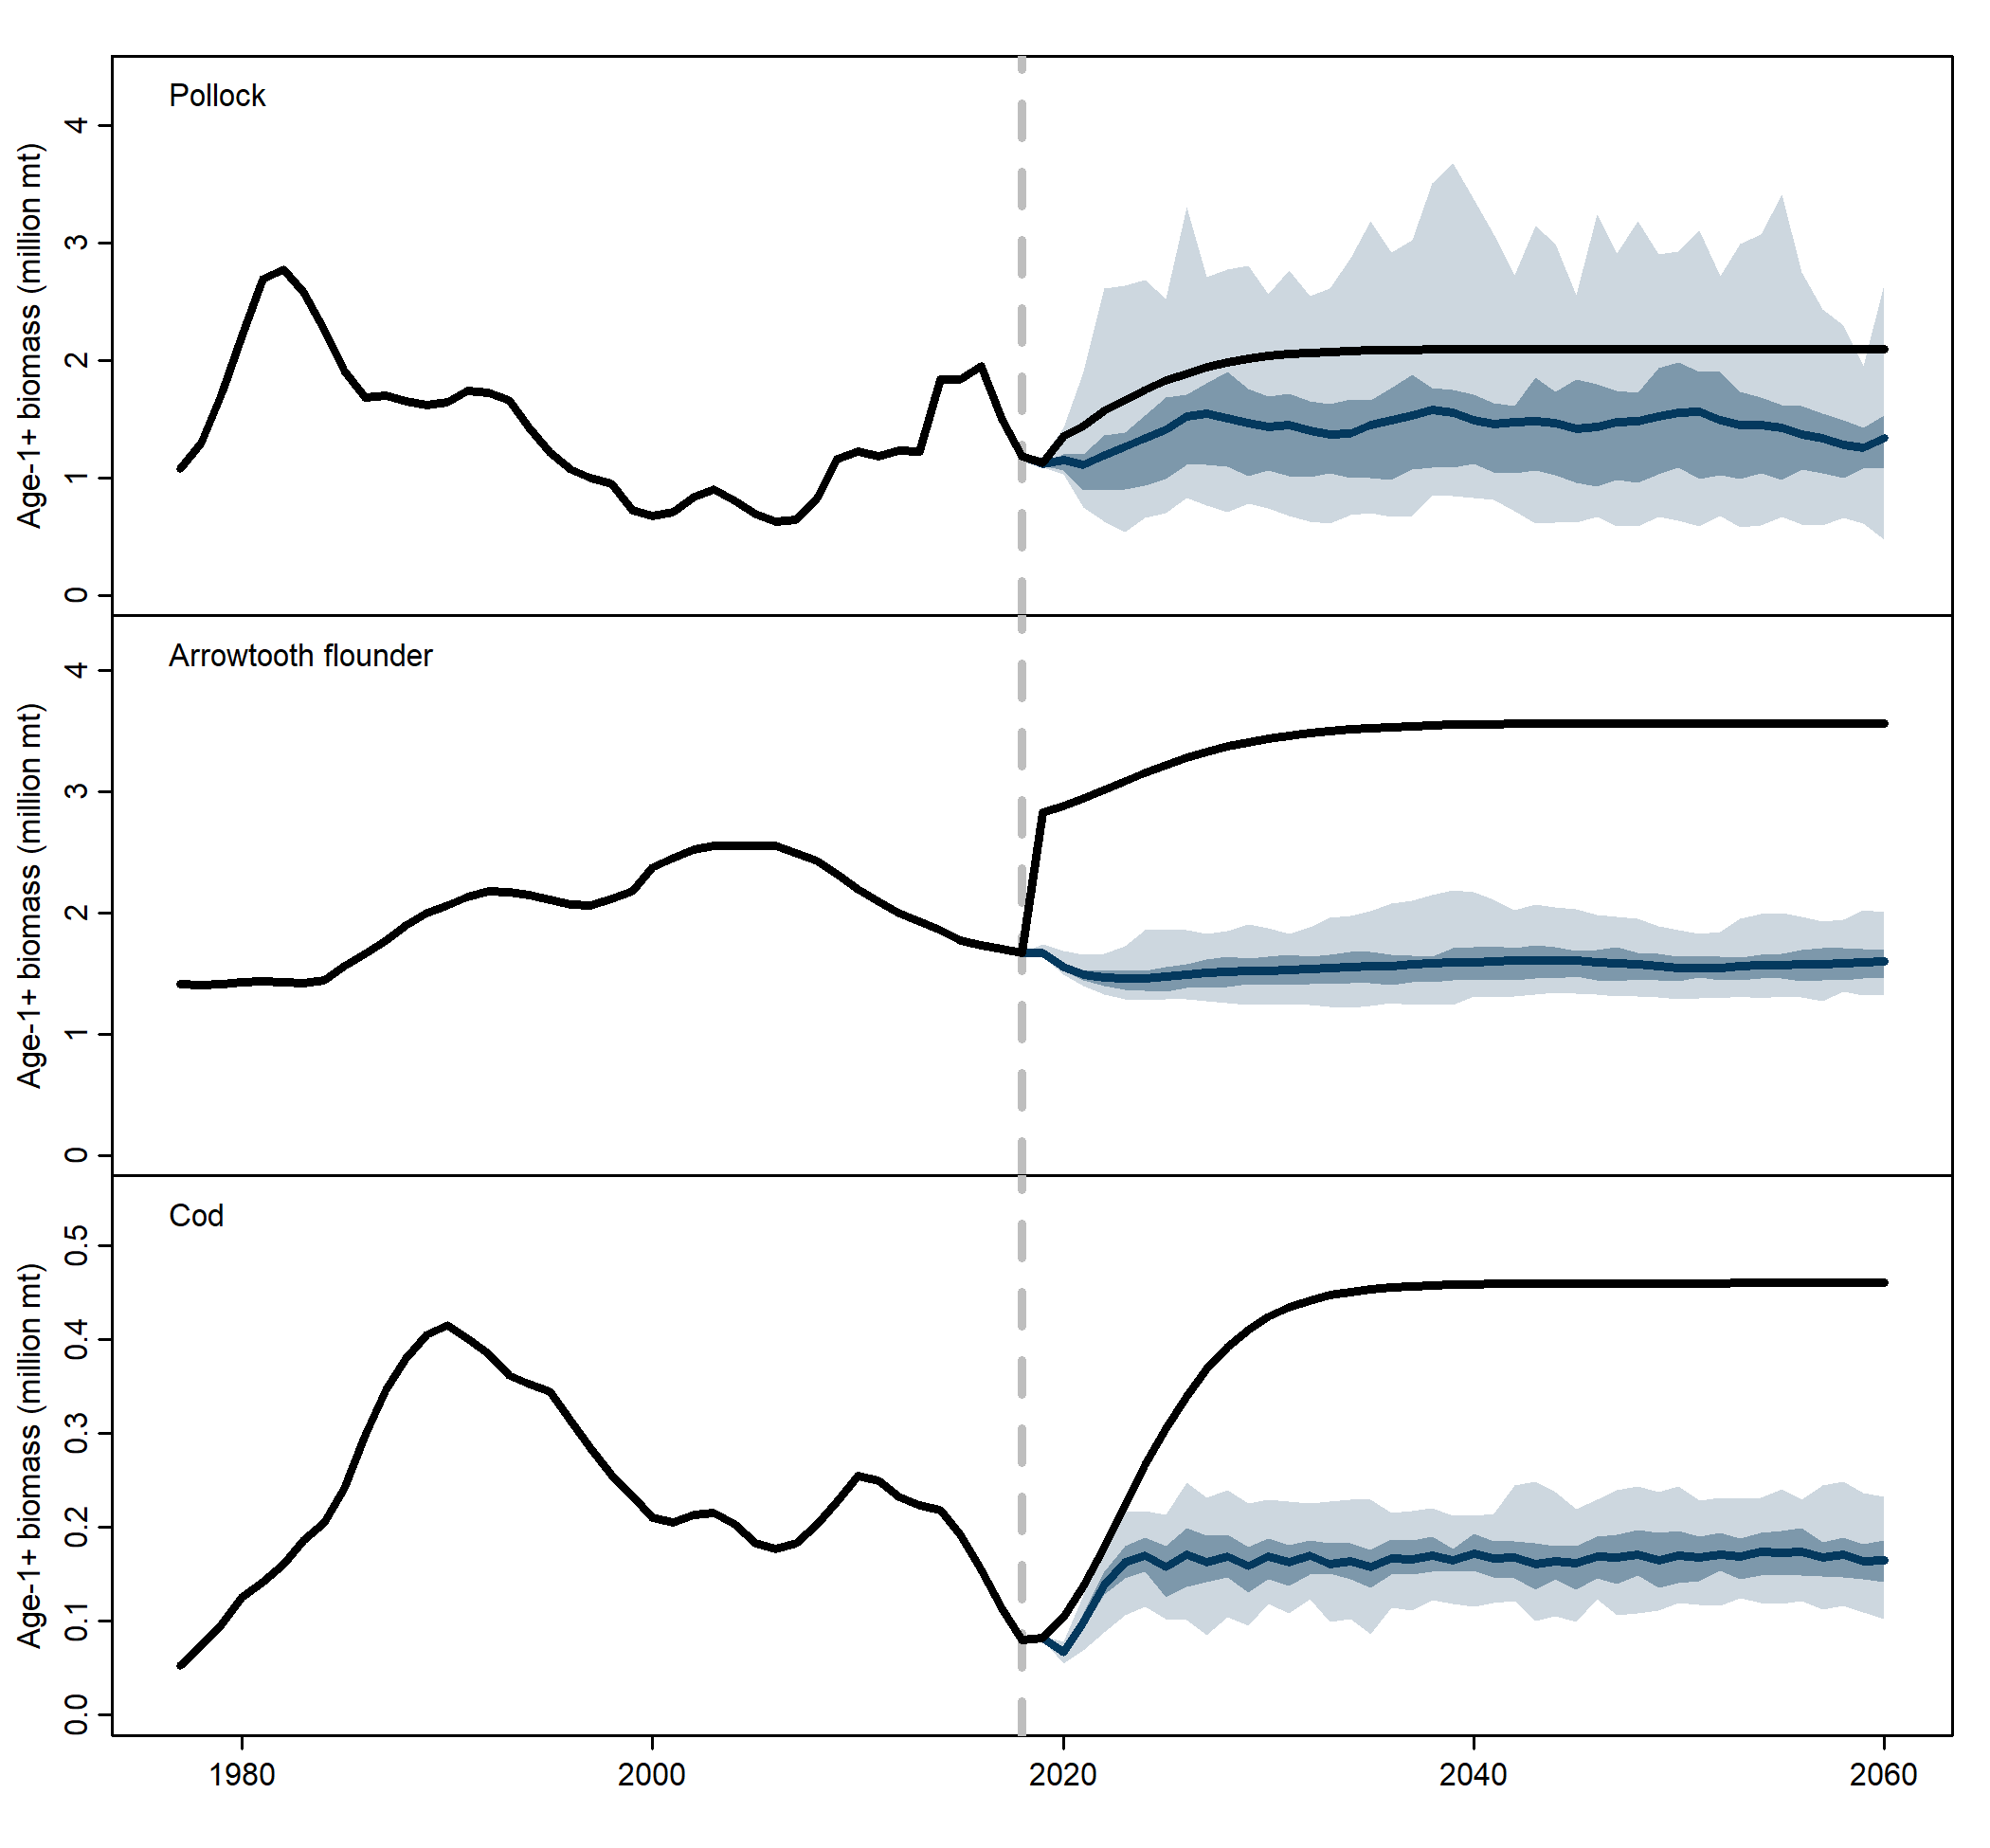 Pollock
Age-1+ biomass (million mt)
4
3
2
1
0
Arrowtooth flounder
Age-1+ biomass (million mt)
4
3
2
1
0
Cod
Age-1+ biomass (million mt)
0.5
0.4
0.3
0.2
0.1
0.0
1980 2000 2020 2040 2060